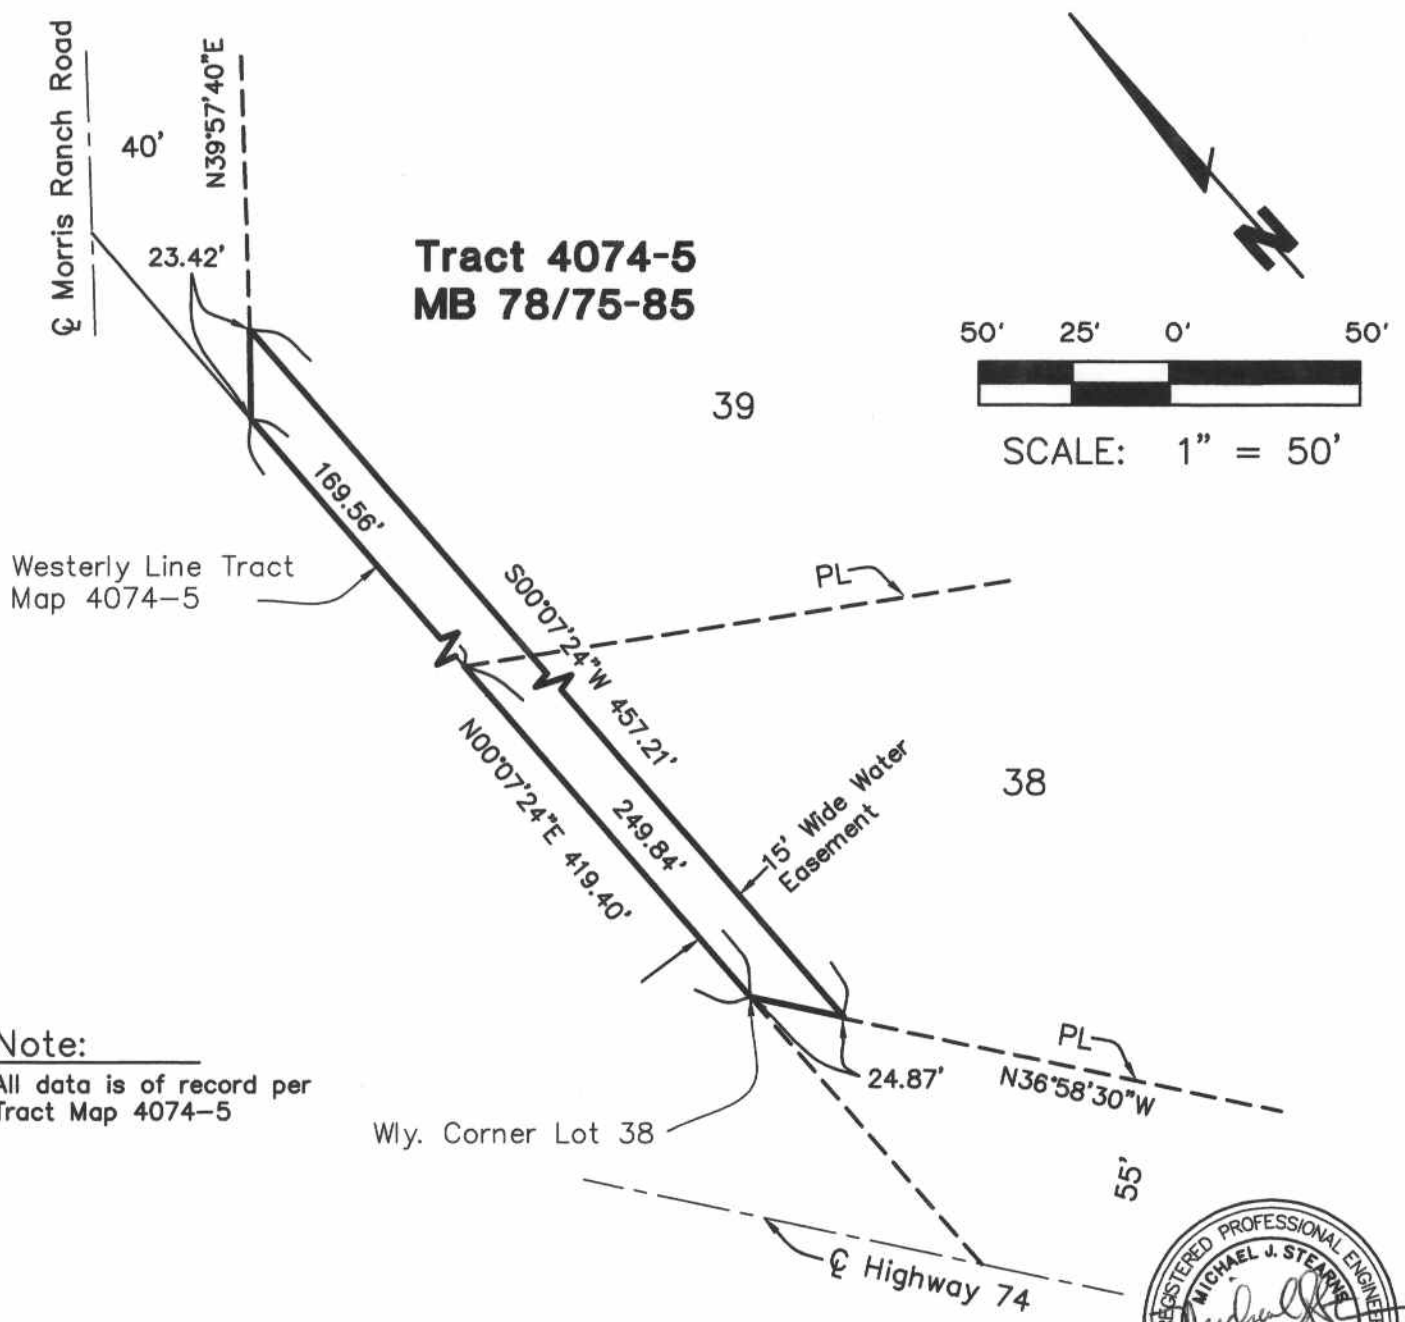 ℄ Morris Ranch Road
40'
N39°57'40"E
23.42'
Tract 4074-5
MB 78/75-85
N
50' 25' 0' 50'
SCALE: 1" = 50'
39
169.56'
Westerly Line Tract
Map 4074-5
S00°07'24"W 457.21'
PL
N00°07'24"E 419.40'
249.84'
15' Wide Water
Easement
38
Note:
All data is of record per
Tract Map 4074-5
24.87'
PL
N36°58'30"W
Wly. Corner Lot 38
55'
℄ Highway 74
REGISTERED PROFESSIONAL ENGINEER
MICHAEL J. STEARNS